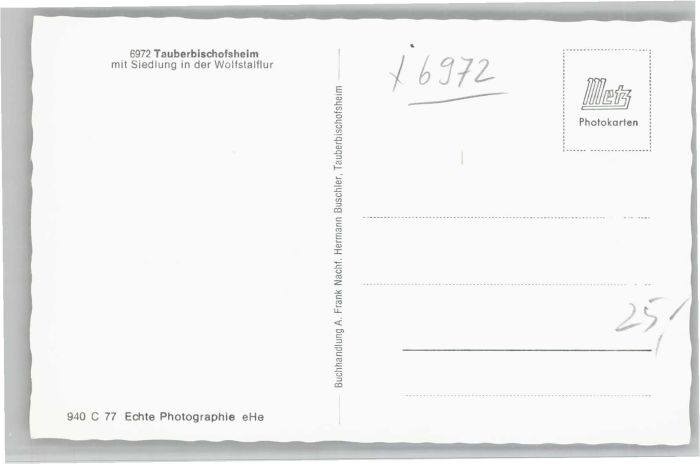 6972 Tauberbischofsheim
mit Siedlung in der Wolfstalflur
x 6972
Metz
Photokarten
Buchhandlung A. Frank Nachf. Hermann Buschler, Tauberbischofsheim
25,/
940 C 77 Echte Photographie eHe